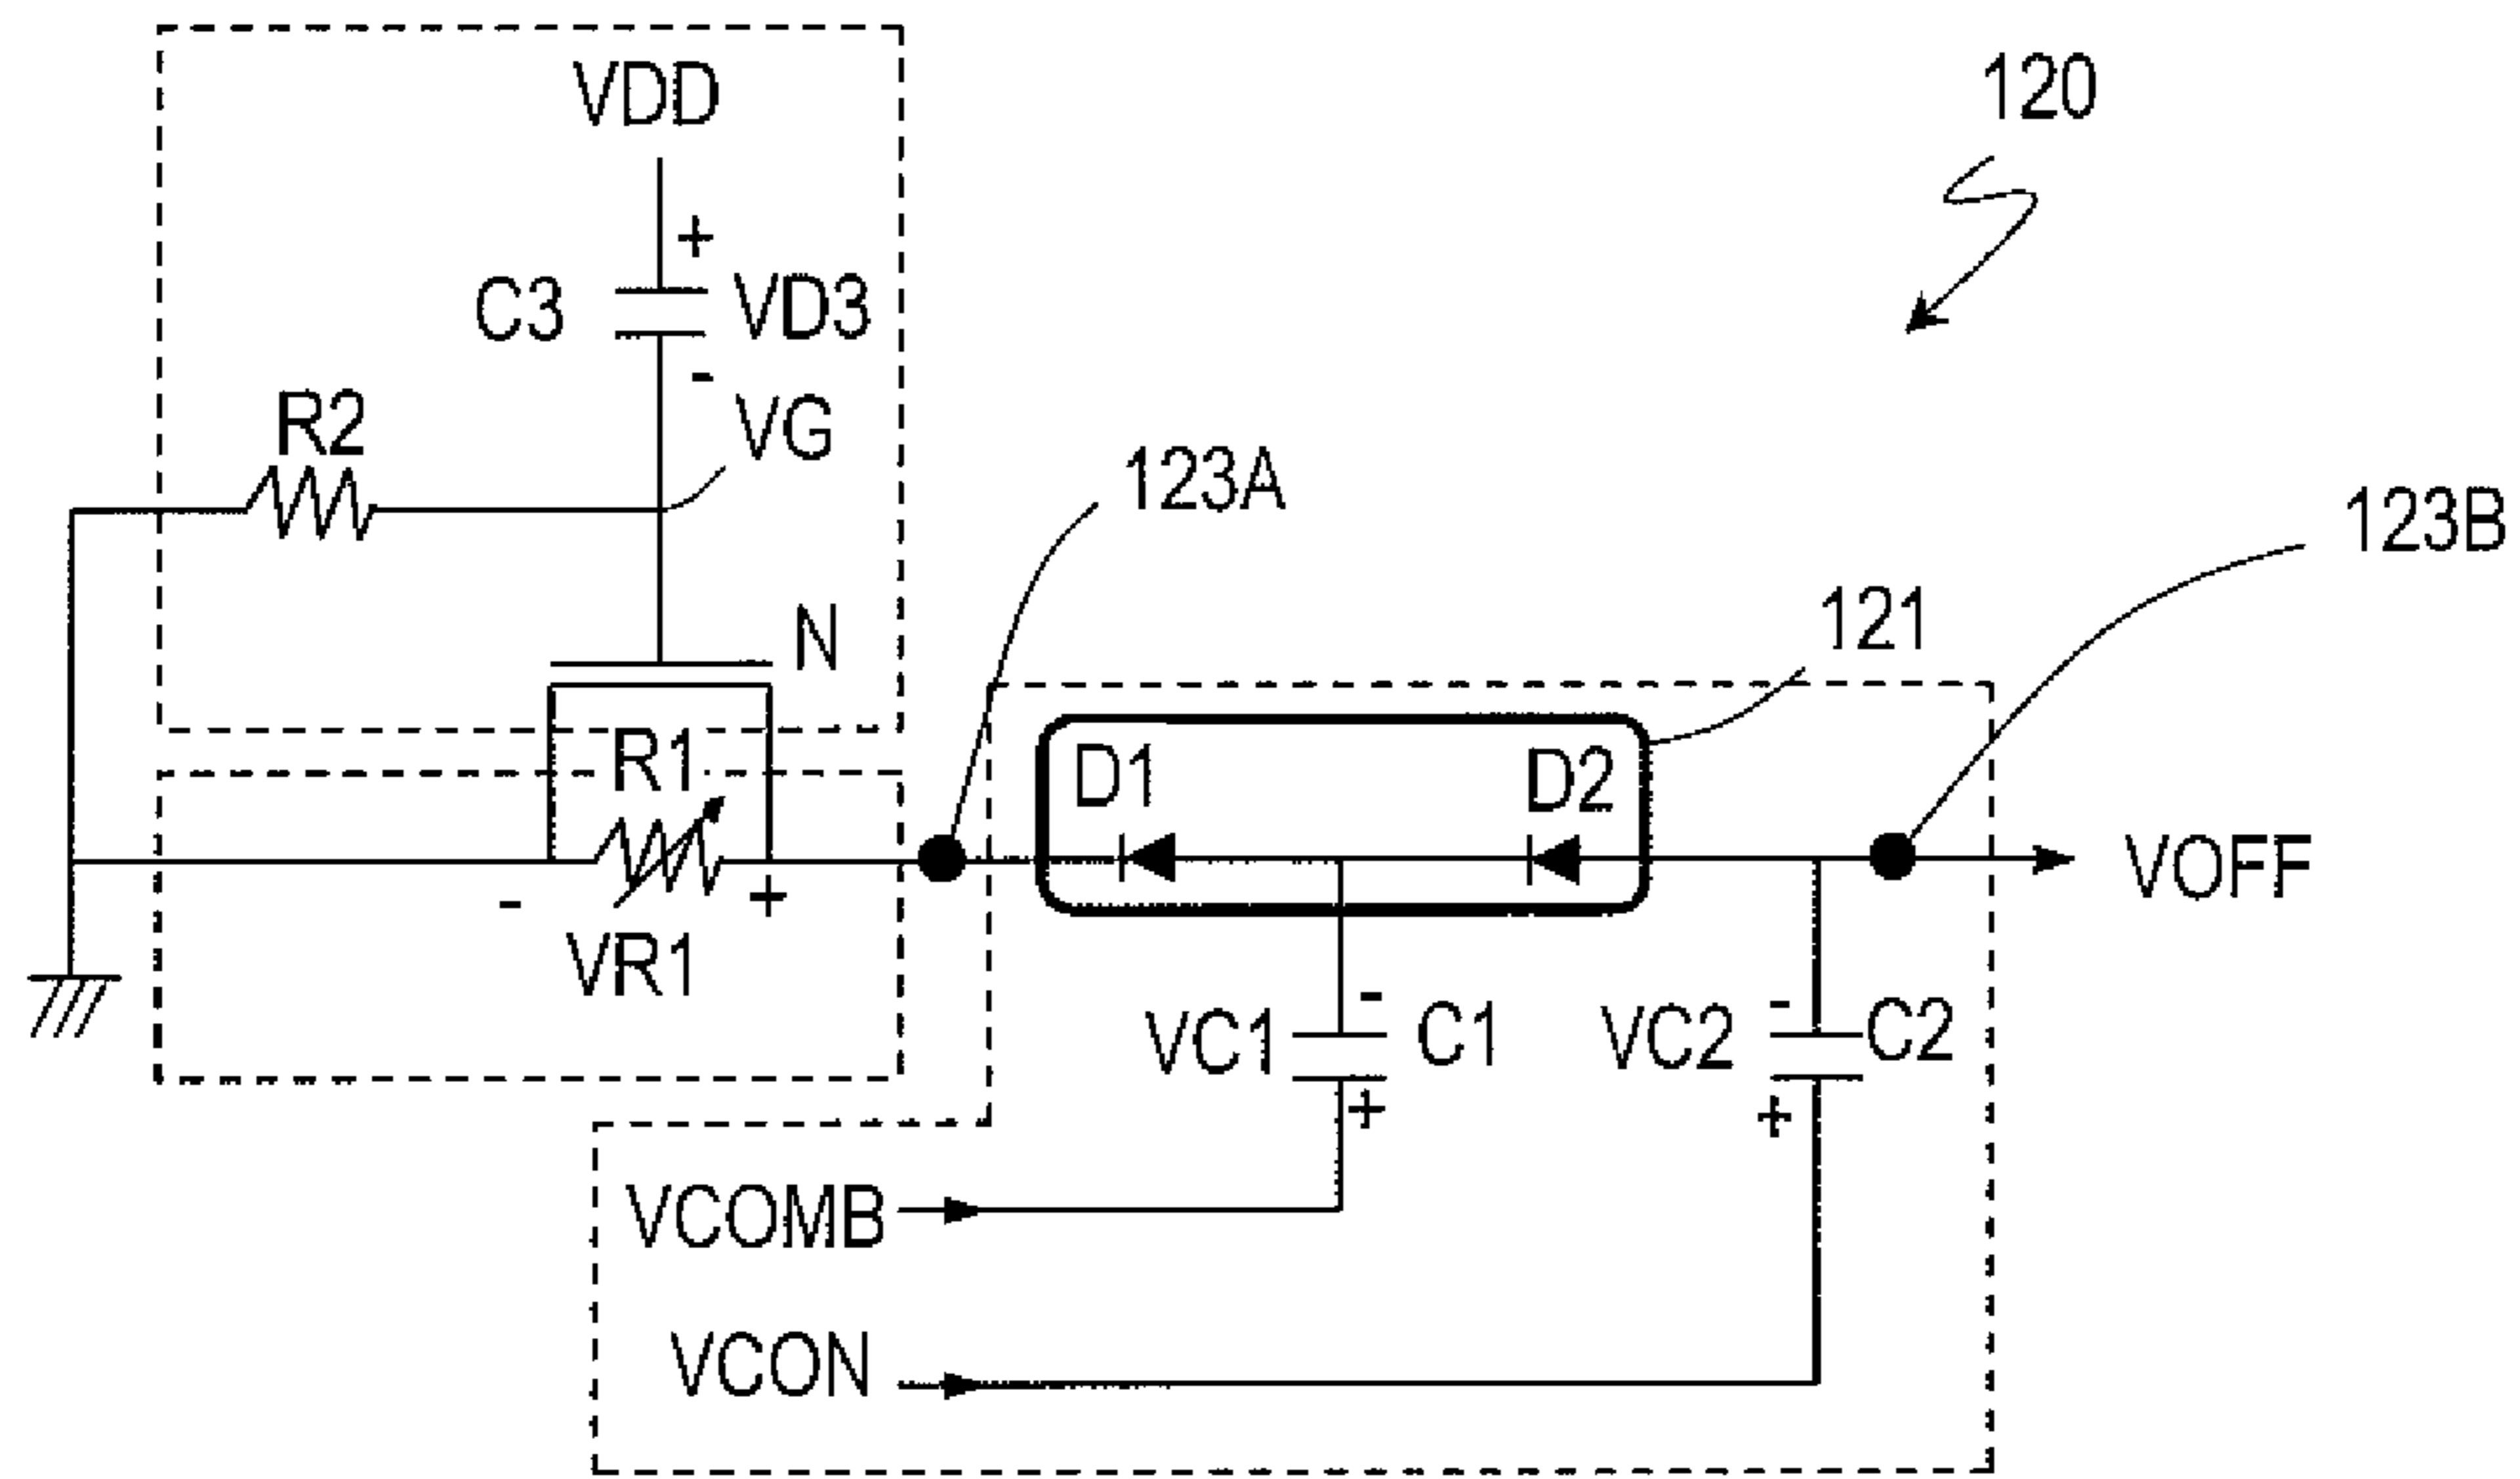 VDD
120
+
C3 VD3
-
R2 VG
123A
123B
N
121
R1
D1 D2
VOFF
- +
VR1
- -
VC1 C1 VC2 C2
+ +
VCOMB
VCON